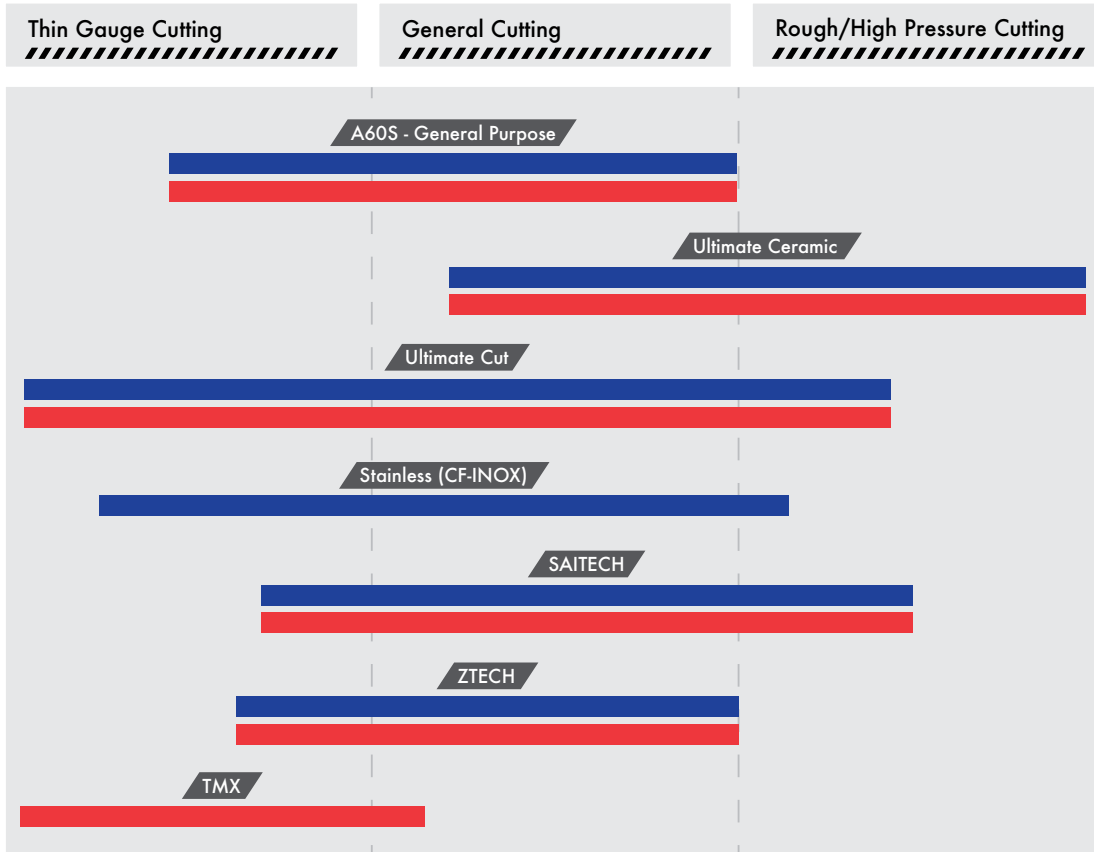 Thin Gauge Cutting
General Cutting
Rough/High Pressure Cutting
A60S - General Purpose
Ultimate Ceramic
Ultimate Cut
Stainless (CF-INOX)
SAITECH
ZTECH
TMX